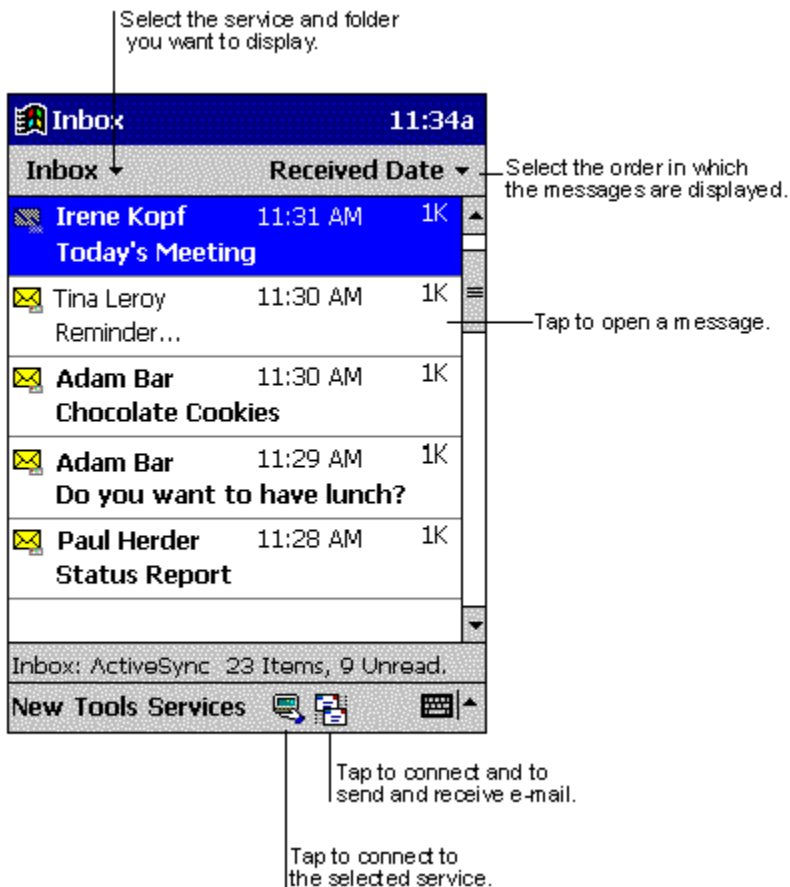 Select the service and folder
you want to display.
Inbox 11:34a
Inbox Received Date
Select the order in which
the messages are displayed.
Irene Kopf 11:31 AM 1K
Today's Meeting
Tina Leroy 11:30 AM 1K
Reminder...
Tap to open a message.
Adam Bar 11:30 AM 1K
Chocolate Cookies
Adam Bar 11:29 AM 1K
Do you want to have lunch?
Paul Herder 11:28 AM 1K
Status Report
Inbox: ActiveSync 23 Items, 9 Unread.
New Tools Services
Tap to connect and to
send and receive e-mail.
Tap to connect to
the selected service.